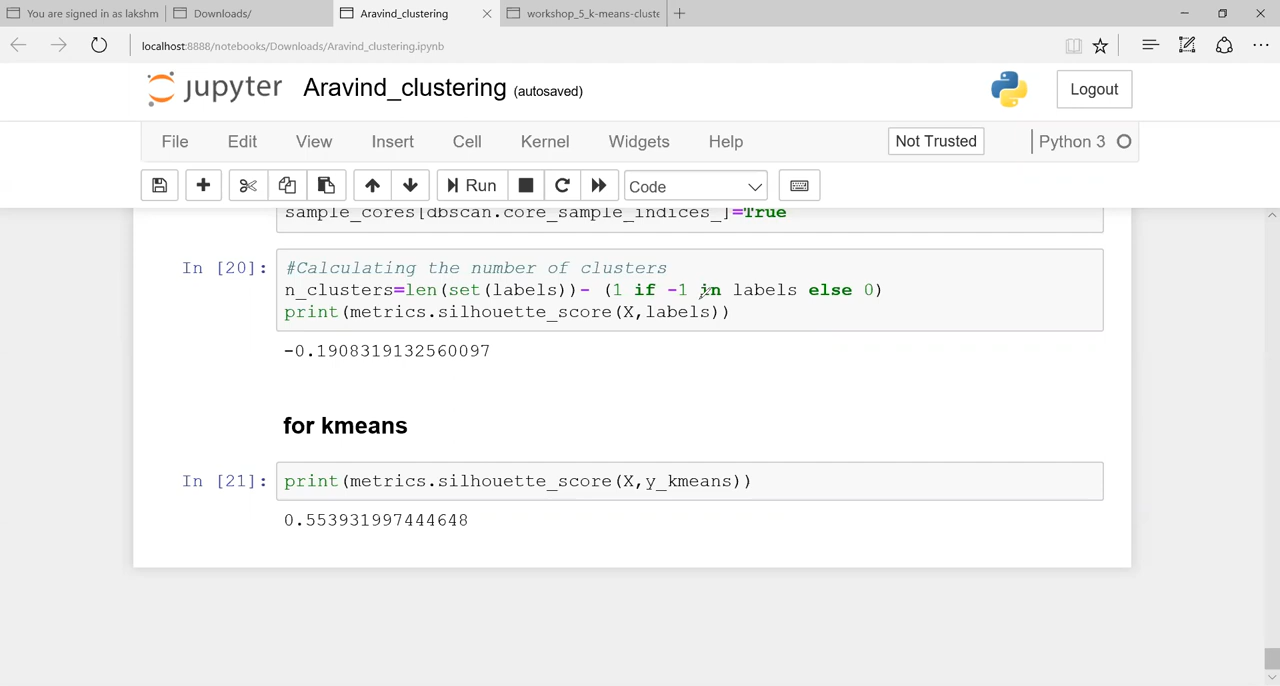 You are signed in as lakshm
Downloads/
Aravind_clustering
workshop_5_k-means-cluste
localhost:8888/notebooks/Downloads/Aravind_clustering.ipynb
jupyter
Aravind_clustering (autosaved)
Logout
File Edit View Insert Cell Kernel Widgets Help
Not Trusted
Python 3
Run
Code
sample_cores[dbscan.core_sample_indices_]=True
In [20]:
#Calculating the number of clusters
n_clusters=len(set(labels))- (1 if -1 in labels else 0)
print(metrics.silhouette_score(X,labels))
-0.1908319132560097
for kmeans
In [21]:
print(metrics.silhouette_score(X,y_kmeans))
0.553931997444648